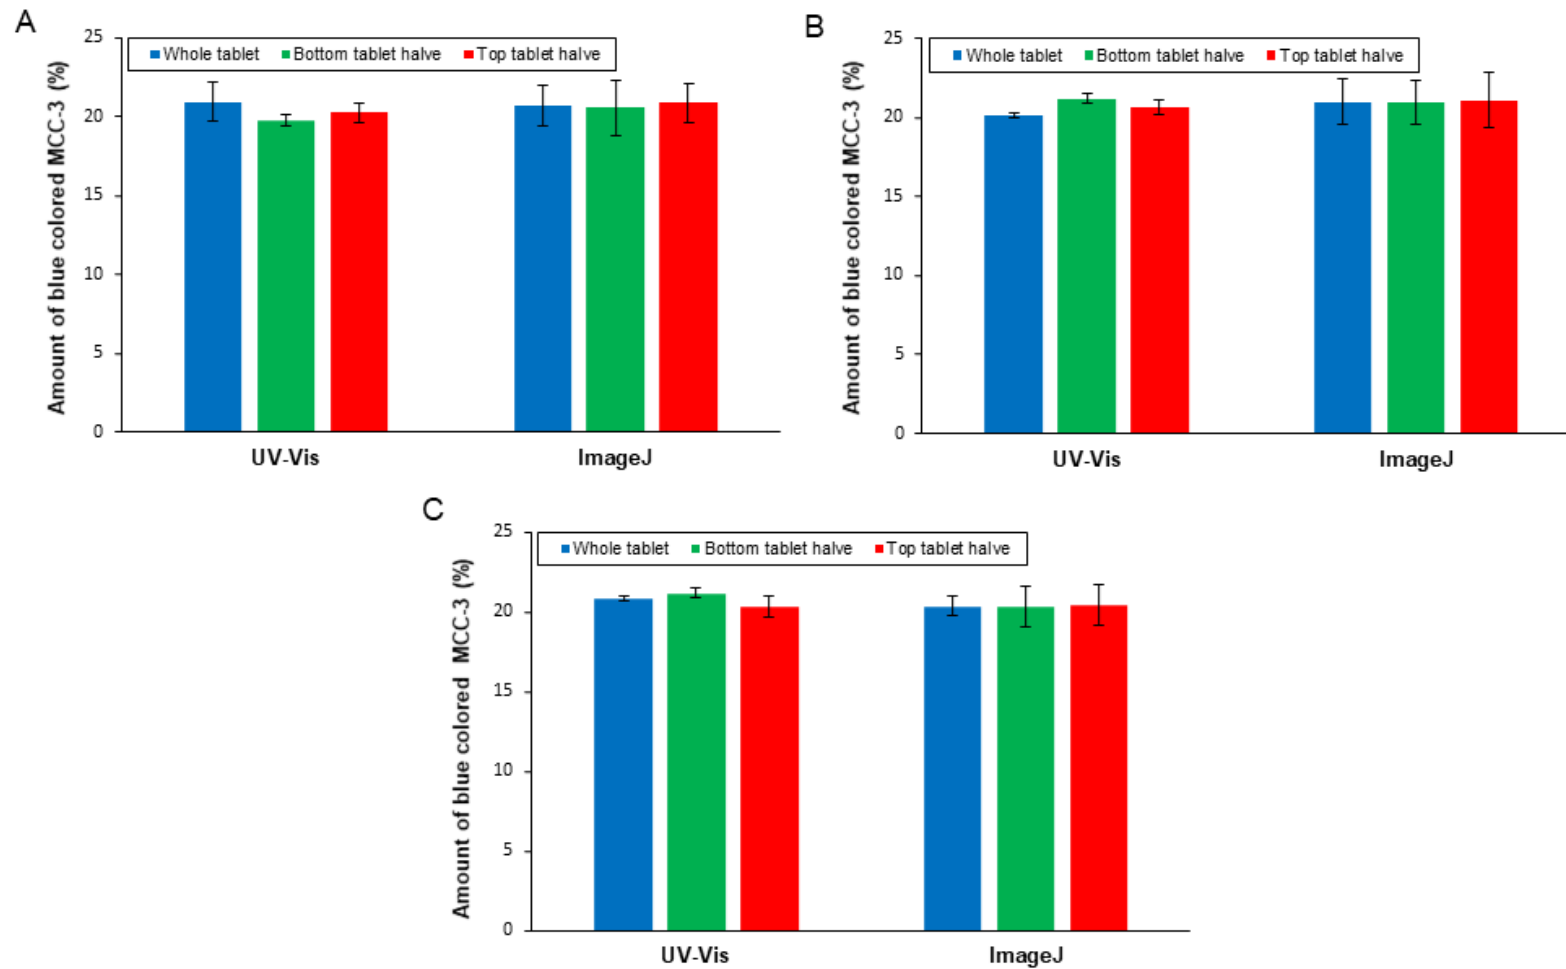 A
Amount of blue colored MCC-3 (%)
Whole tablet Bottom tablet halve Top tablet halve
25
20
15
10
5
0
UV-Vis ImageJ
B
Amount of blue colored MCC-3 (%)
Whole tablet Bottom tablet halve Top tablet halve
25
20
15
10
5
0
UV-Vis ImageJ
C
Amount of blue colored MCC-3 (%)
Whole tablet Bottom tablet halve Top tablet halve
25
20
15
10
5
0
UV-Vis ImageJ